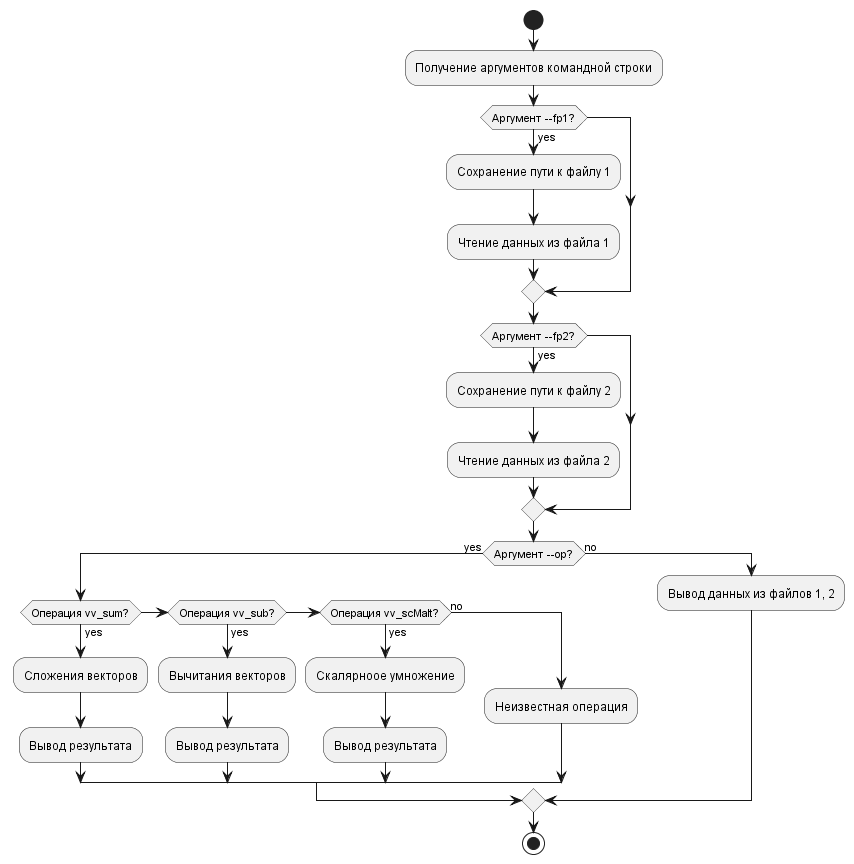 Получение аргументов командной строки
Аргумент --fp1?
yes
Сохранение пути к файлу 1
Чтение данных из файла 1
Аргумент --fp2?
yes
Сохранение пути к файлу 2
Чтение данных из файла 2
yes
Аргумент --op?
no
Вывод данных из файлов 1, 2
Операция vv_sum?
Операция vv_sub?
Операция vv_scMalt?
no
yes
yes
yes
Сложения векторов
Вычитания векторов
Скалярноое умножение
Неизвестная операция
Вывод результата
Вывод результата
Вывод результата